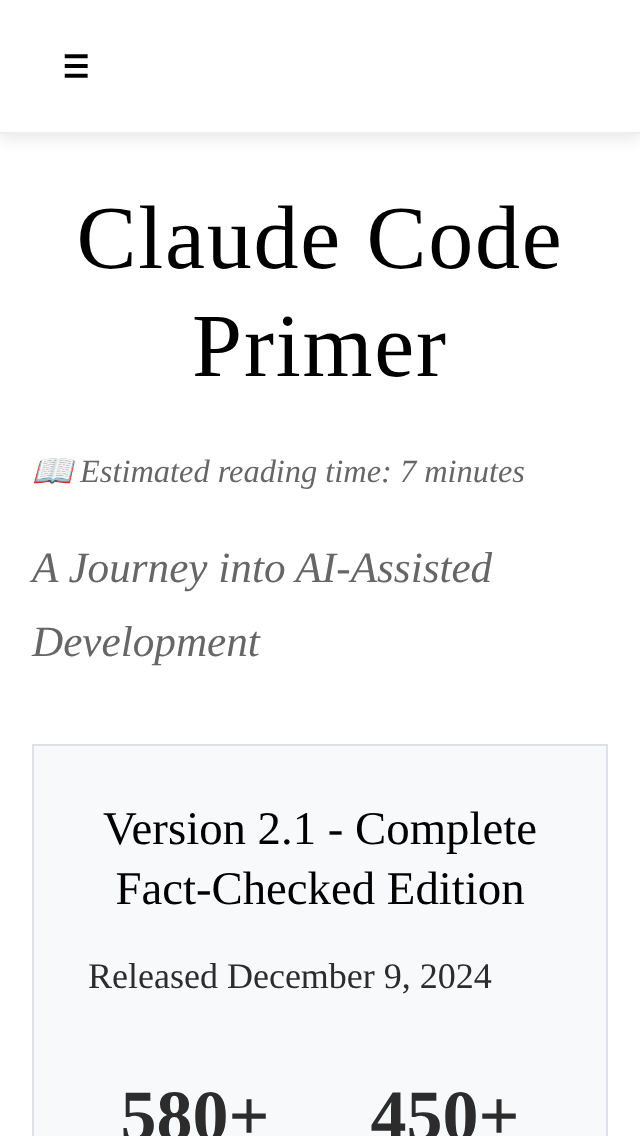 ☰
Claude Code
Primer
📖 Estimated reading time: 7 minutes
A Journey into AI-Assisted
Development
Version 2.1 - Complete
Fact-Checked Edition
Released December 9, 2024
580+ 450+